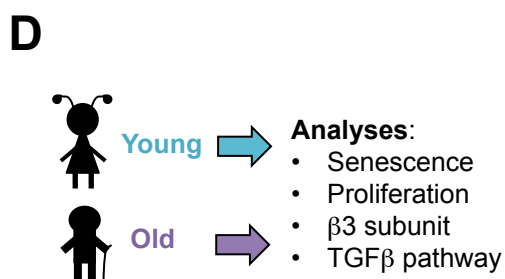 D
Young
Old
Analyses:
• Senescence
• Proliferation
• β3 subunit
• TGFβ pathway